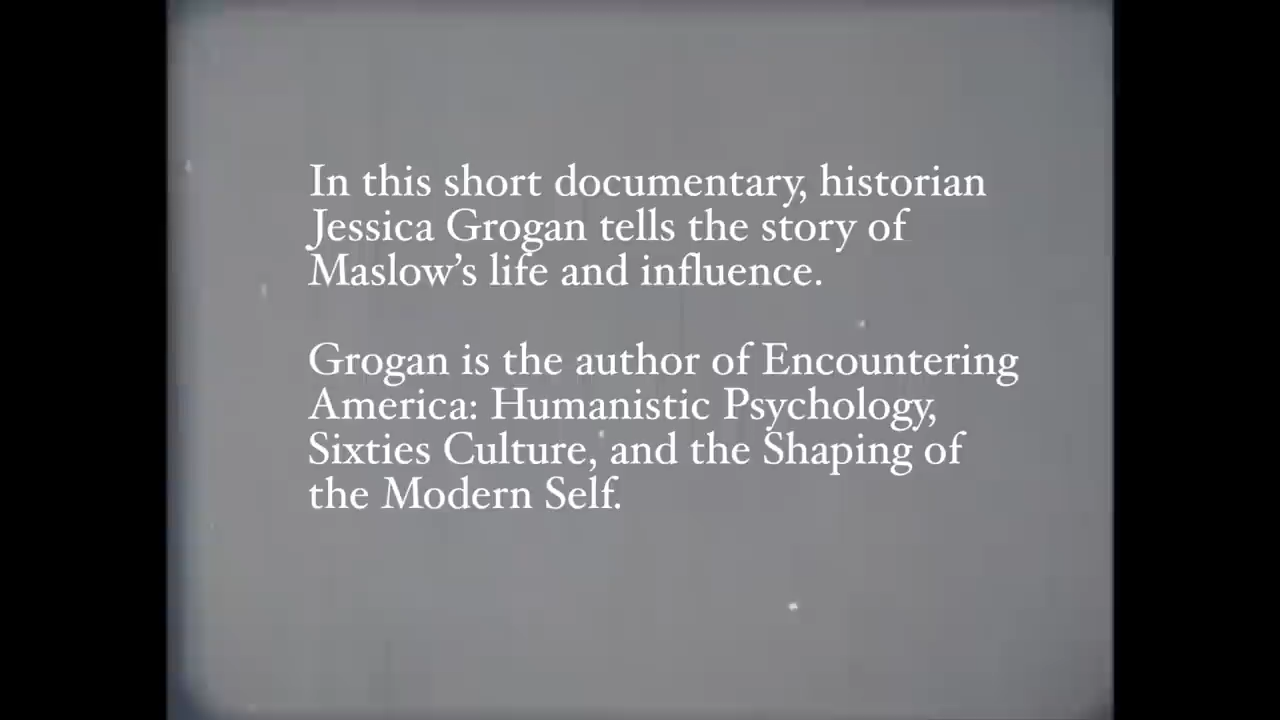 In this short documentary, historian
Jessica Grogan tells the story of
Maslow's life and influence.
Grogan is the author of Encountering
America: Humanistic Psychology,
Sixties Culture, and the Shaping of
the Modern Self.